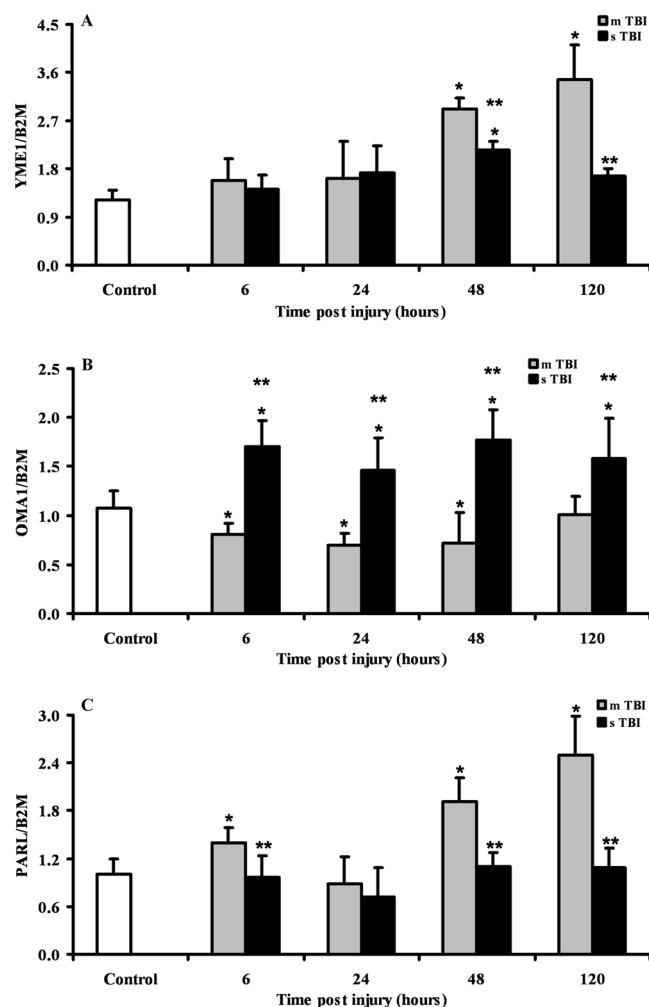 A
m TBI
s TBI
YME1/B2M
4.5
3.6
2.7
1.8
0.9
0.0
*
*
**
*
**
Control 6 24 48 120
Time post injury (hours)
B
m TBI
s TBI
OMA1/B2M
2.5
2.0
1.5
1.0
0.5
0.0
** ** ** **
* * * *
* * *
Control 6 24 48 120
Time post injury (hours)
C
m TBI
s TBI
PARL/B2M
3.0
2.4
1.8
1.2
0.6
0.0
*
*
*
** ** **
Control 6 24 48 120
Time post injury (hours)